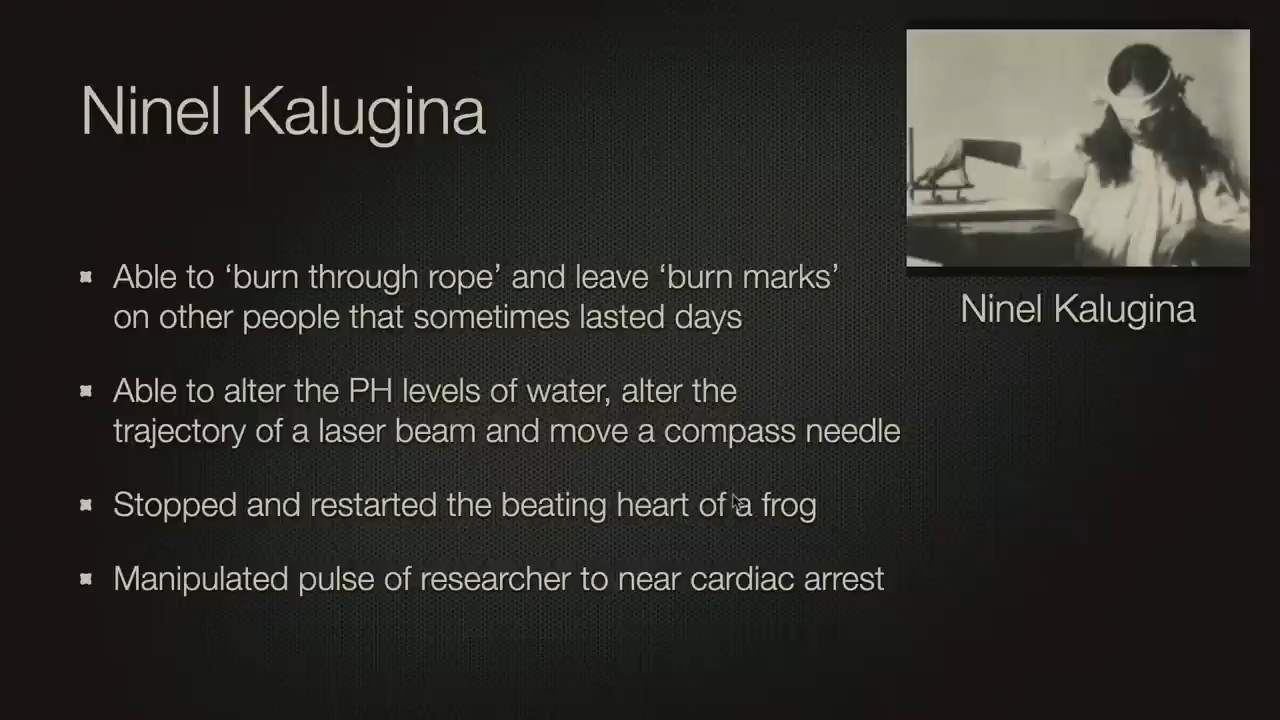 Ninel Kalugina
Able to ‘burn through rope’ and leave ‘burn marks’
on other people that sometimes lasted days
Able to alter the PH levels of water, alter the
trajectory of a laser beam and move a compass needle
Stopped and restarted the beating heart of a frog
Manipulated pulse of researcher to near cardiac arrest
Ninel Kalugina